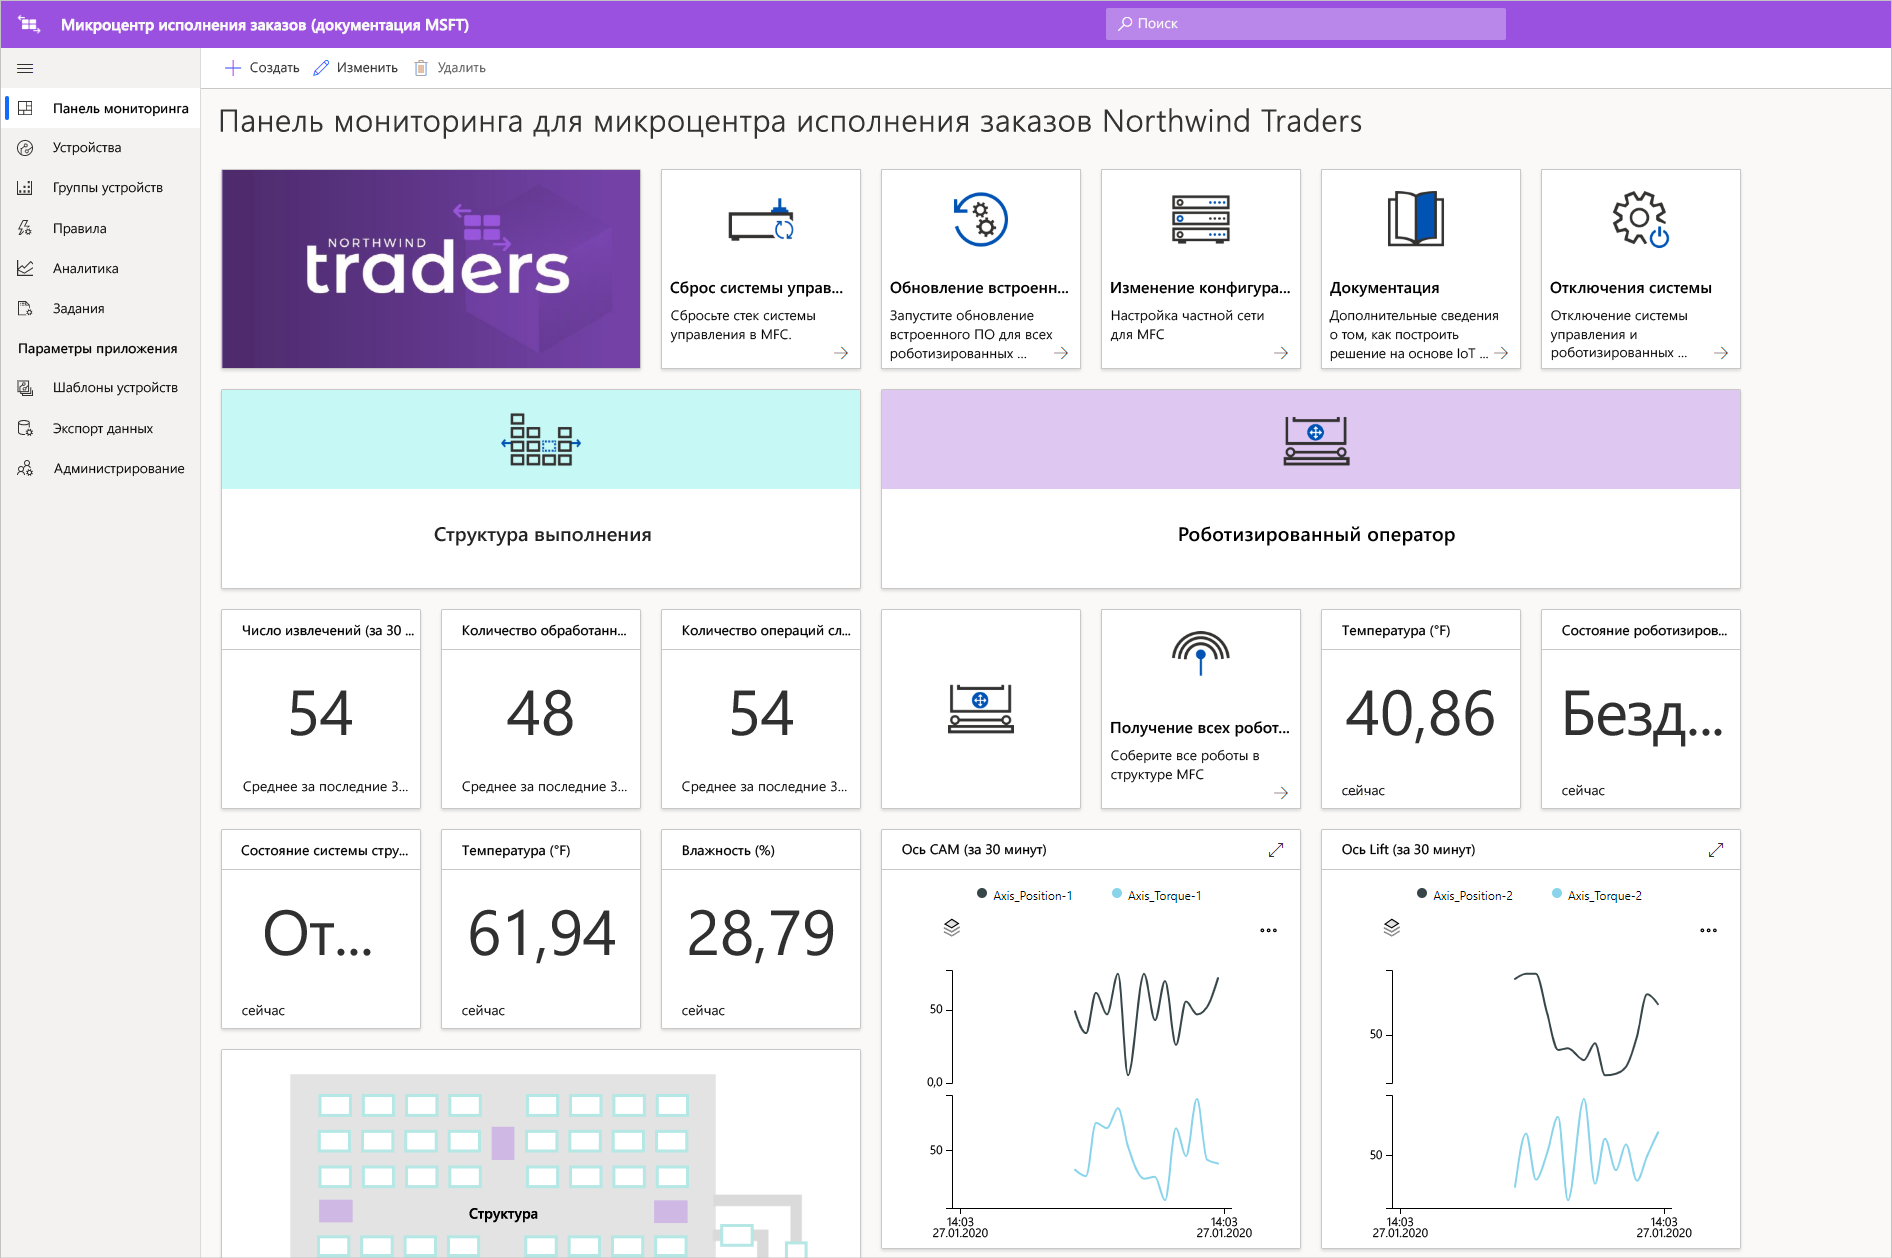 Микроцентр исполнения заказов (документация MSFT)
Поиск
Создать
Изменить
Удалить
Панель мониторинга
Устройства
Группы устройств
Правила
Аналитика
Задания
Параметры приложения
Шаблоны устройств
Экспорт данных
Администрирование
Панель мониторинга для микроцентра исполнения заказов Northwind Traders
NORTHWIND
traders
Сброс системы управ...
Сбросьте стек системы
управления в MFC.
Обновление встроенн...
Запустите обновление
встроенного ПО для всех
роботизированных ...
Изменение конфигура...
Настройка частной сети
для MFC
Документация
Дополнительные сведения
о том, как построить
решение на основе IoT ...
Отключения системы
Отключение системы
управления и
роботизированных ...
Структура выполнения
Роботизированный оператор
Число извлечений (за 30 ...
54
Среднее за последние 3...
Количество обработанн...
48
Среднее за последние 3...
Количество операций сл...
54
Среднее за последние 3...
Получение всех робот...
Соберите все роботы в
структуре MFC
Температура (°F)
40,86
сейчас
Состояние роботизиров...
Безд...
сейчас
Состояние системы стру...
От...
сейчас
Температура (°F)
61,94
сейчас
Влажность (%)
28,79
сейчас
Ось CAM (за 30 минут)
Axis_Position-1
Axis_Torque-1
50
0,0
50
14:03
27.01.2020
14:03
27.01.2020
Ось Lift (за 30 минут)
Axis_Position-2
Axis_Torque-2
50
50
14:03
27.01.2020
14:03
27.01.2020
Структура